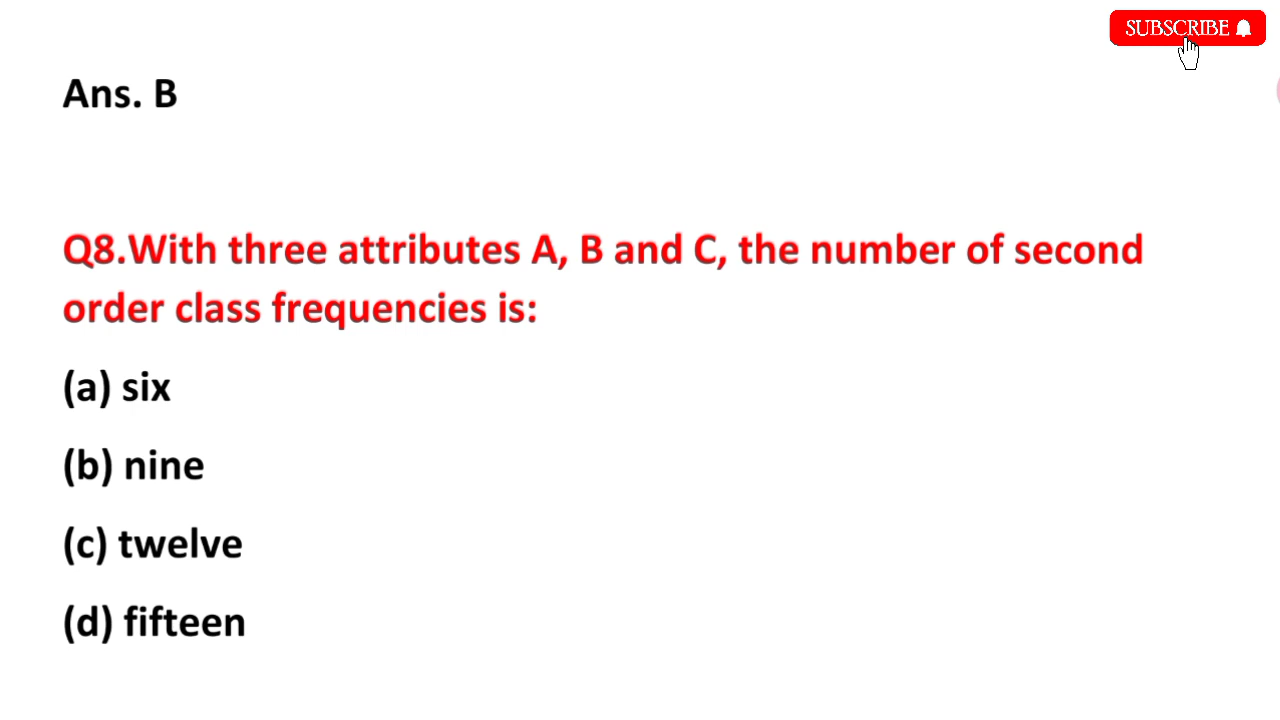 SUBSCRIBE
Ans. B
Q8.With three attributes A, B and C, the number of second
order class frequencies is:
(a) six
(b) nine
(c) twelve
(d) fifteen